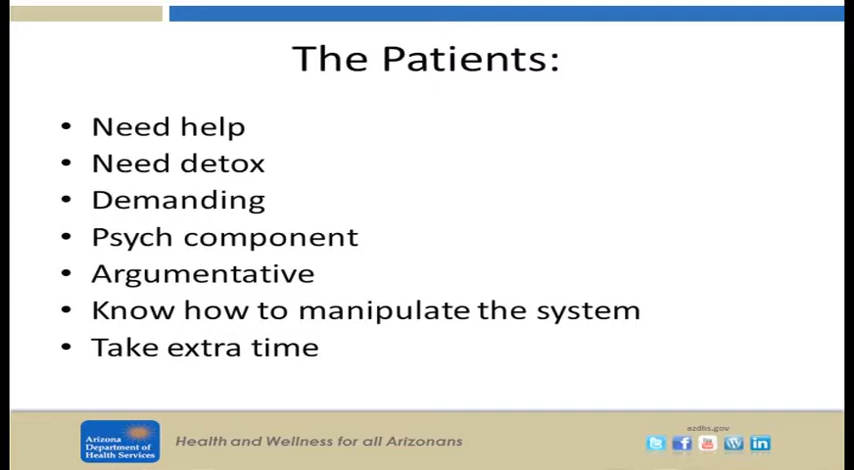 The Patients:
• Need help
• Need detox
• Demanding
• Psych component
• Argumentative
• Know how to manipulate the system
• Take extra time
Arizona
Department of
Health Services
Health and Wellness for all Arizonans
azdhs.gov